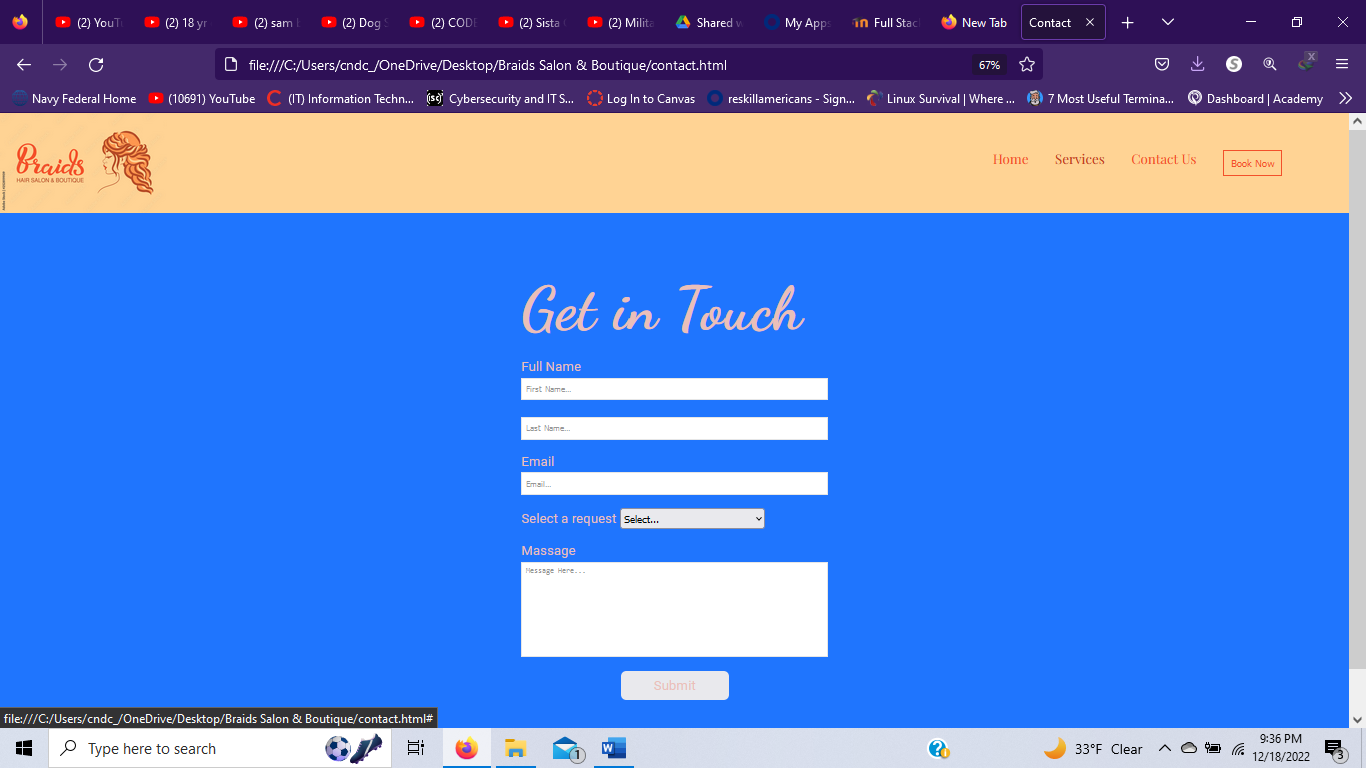 (2) YouT
(2) 18 yr
(2) sam b
(2) Dog S
(2) CODE
(2) Sista
(2) Milita
Shared w
My Apps
Full Stac
New Tab
Contact
file:///C:/Users/cndc_/OneDrive/Desktop/Braids Salon & Boutique/contact.html
67%
Navy Federal Home
(10691) YouTube
(IT) Information Techn...
Cybersecurity and IT S...
Log In to Canvas
reskillamericans - Sign...
Linux Survival | Where ...
7 Most Useful Termina...
Dashboard | Academy
Braids
HAIR SALON & BOUTIQUE
Home
Services
Contact Us
Book Now
Get in Touch
Full Name
First Name...
Last Name...
Email
Email...
Select a request
Select...
Massage
Message Here...
Submit
file:///C:/Users/cndc_/OneDrive/Desktop/Braids Salon & Boutique/contact.html#
Type here to search
1
33°F Clear
9:36 PM
12/18/2022
3